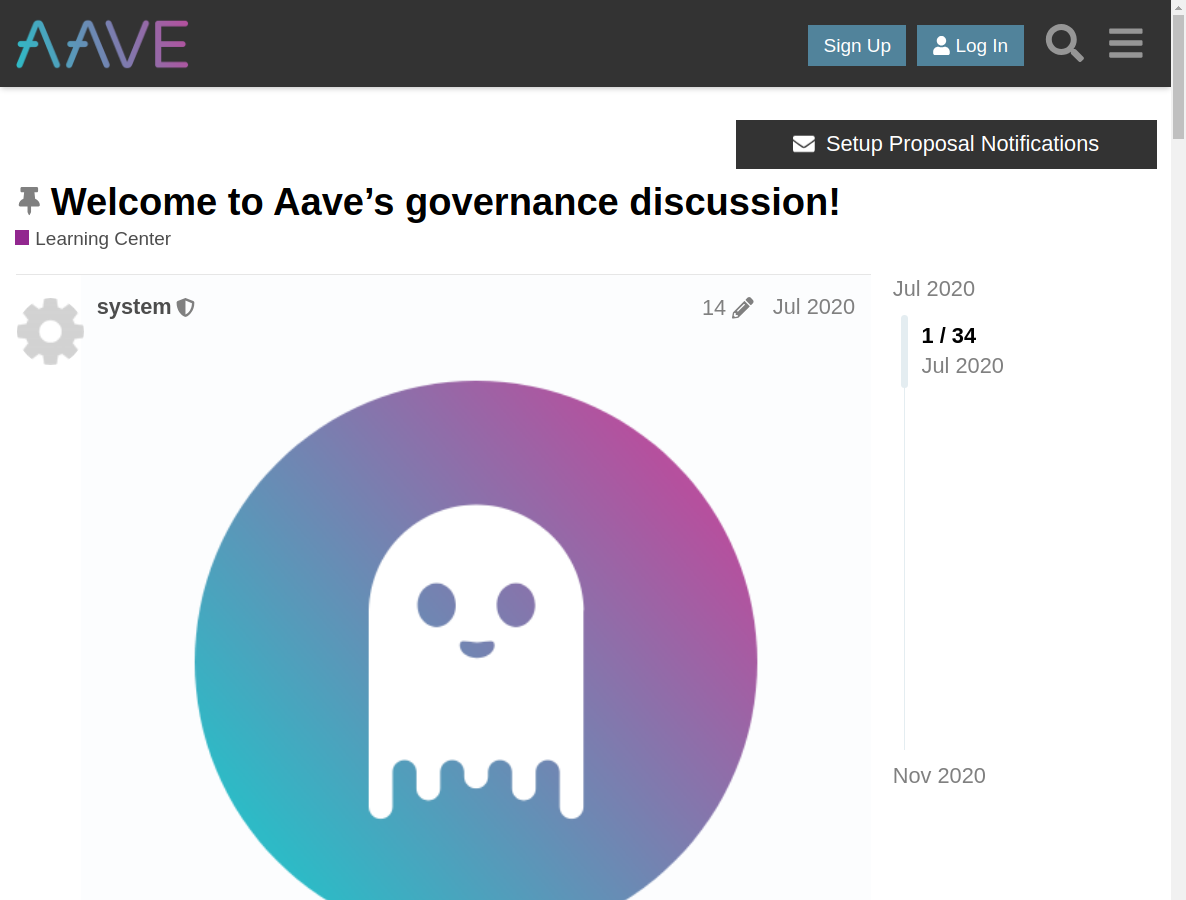 AAVE
Sign Up
Log In
Setup Proposal Notifications
Welcome to Aave’s governance discussion!
Learning Center
system
14
Jul 2020
Jul 2020
1 / 34
Jul 2020
Nov 2020